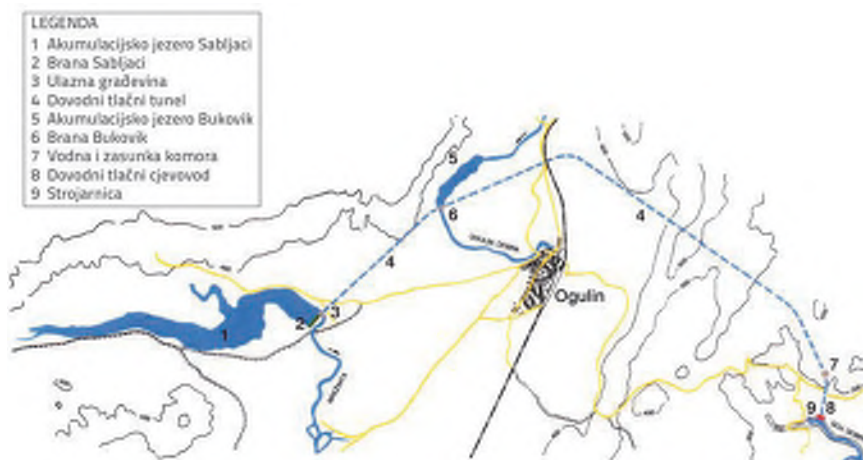 LEGENDA
1 Akumulacijsko jezero Sabljaci
2 Brana Sabljaci
3 Ulazna građevina
4 Dovodni tlačni tunel
5 Akumulacijsko jezero Bukovik
6 Brana Bukovik
7 Vodna i zasunka komora
8 Dovodni tlačni cjevovod
9 Strojarnica
5
6
4
4
Ogulin
1
2
3
7
9 8